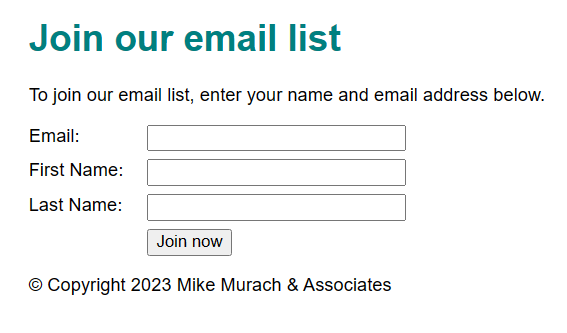 Join our email list
To join our email list, enter your name and email address below.
Email:
First Name:
Last Name:
Join now
© Copyright 2023 Mike Murach & Associates